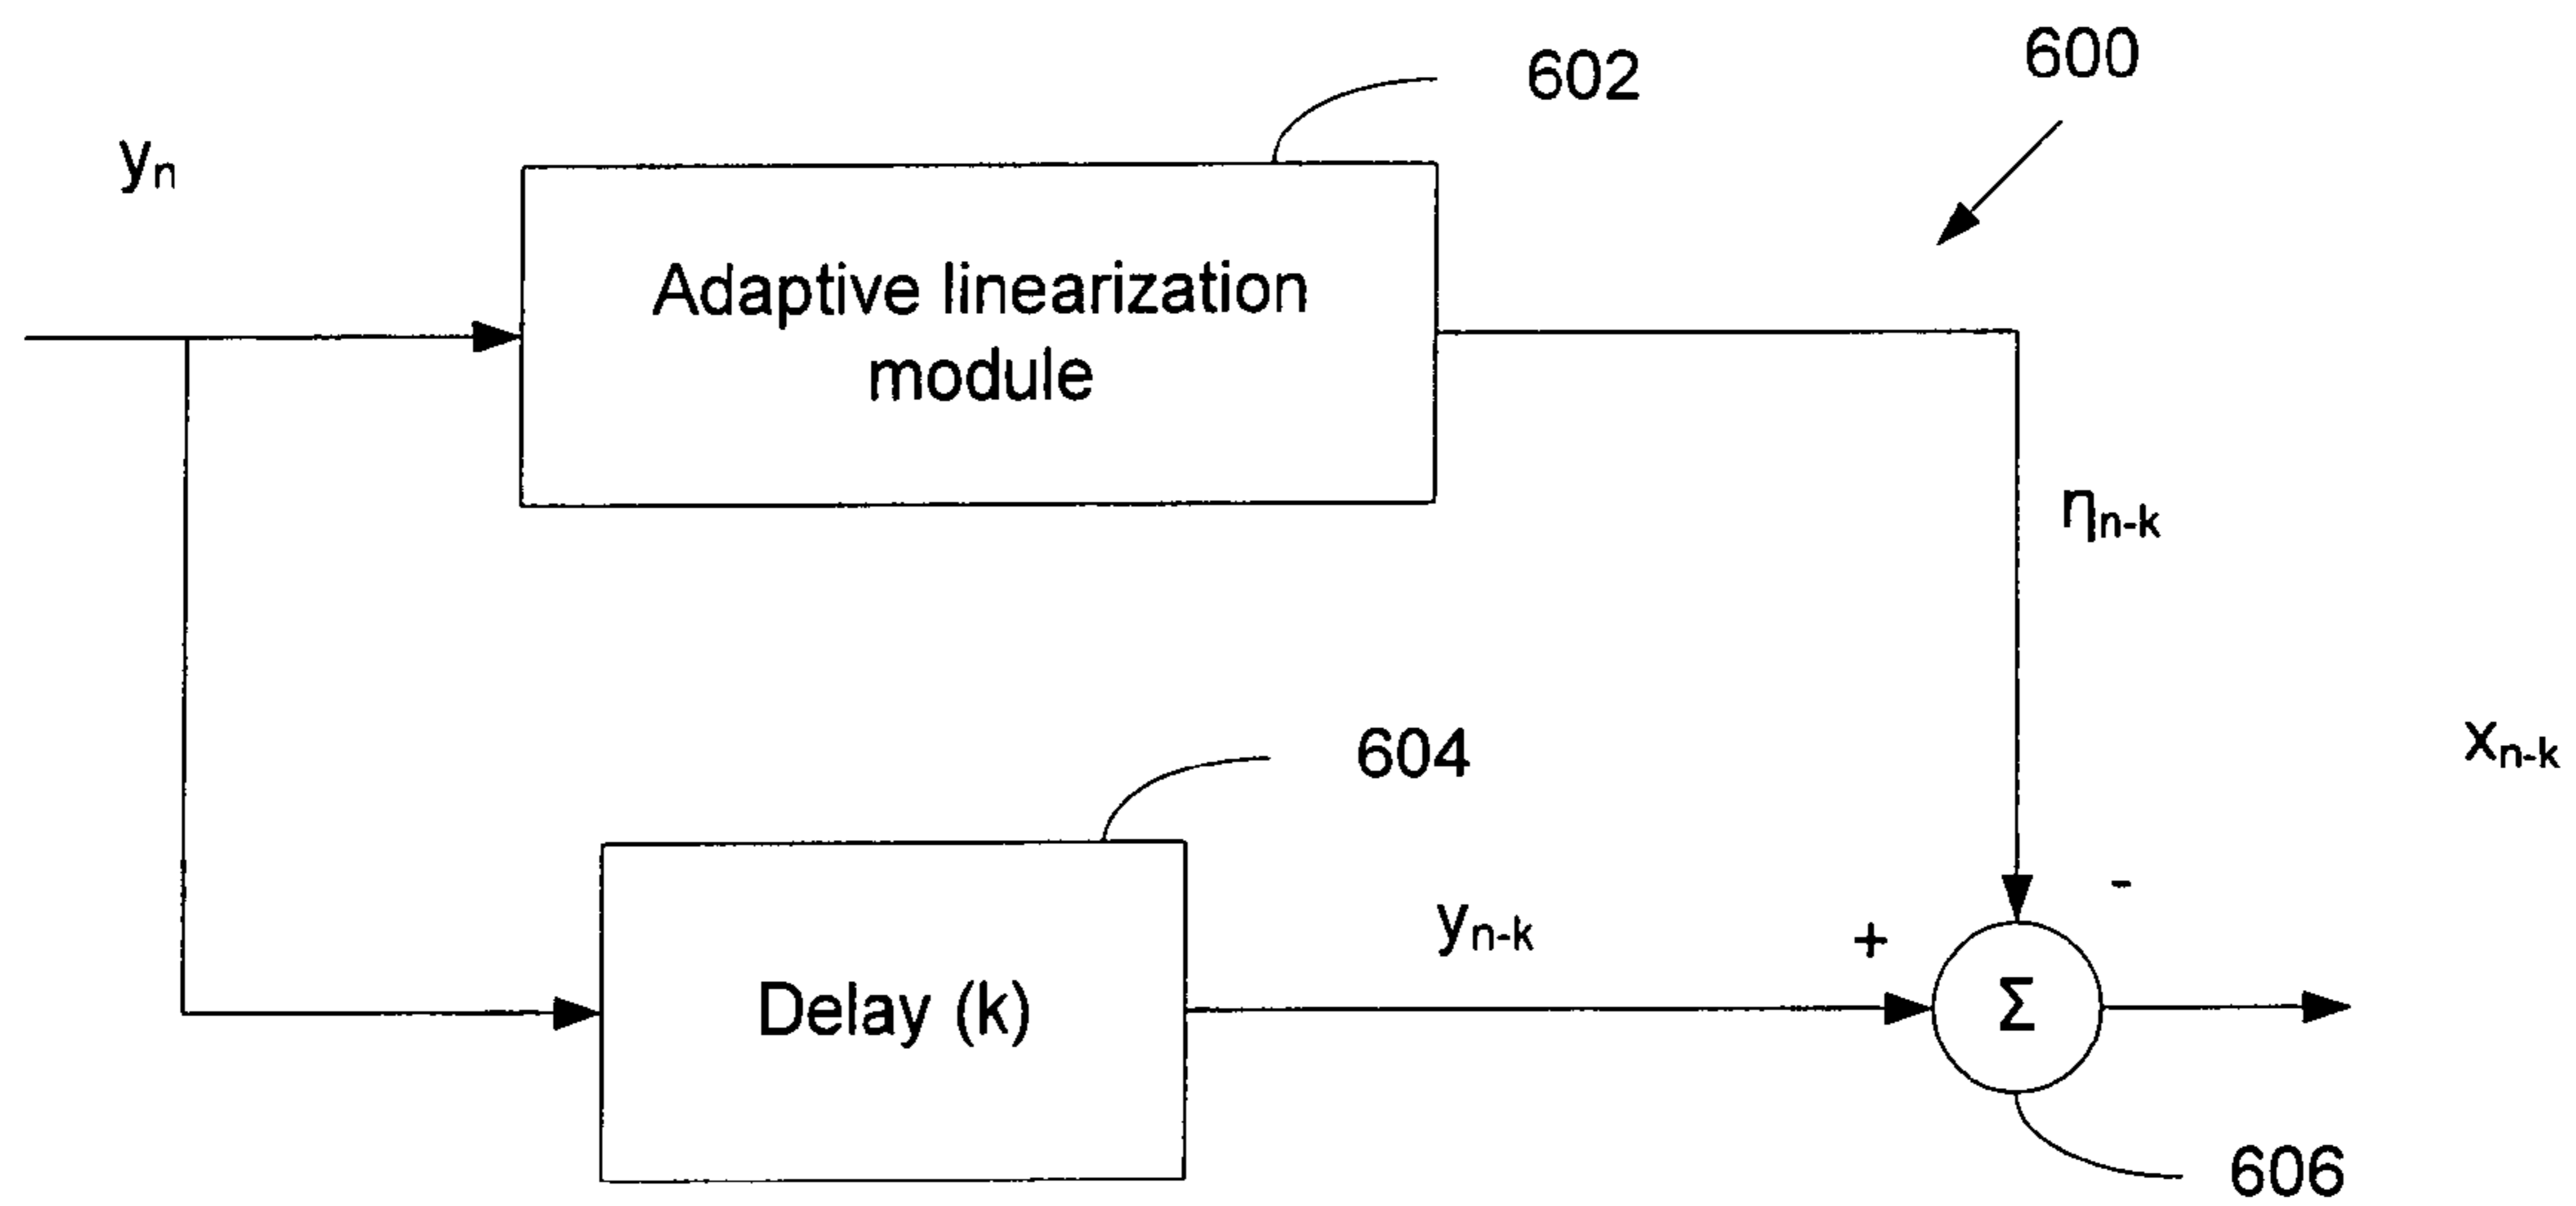 602
600
yn
Adaptive linearization
module
ηn-k
604
xn-k
yn-k
-
+
Delay (k)
Σ
606